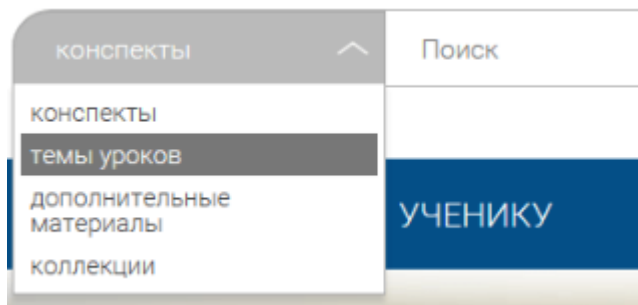 конспекты
Поиск
конспекты
темы уроков
дополнительные
материалы
коллекции
УЧЕНИКУ